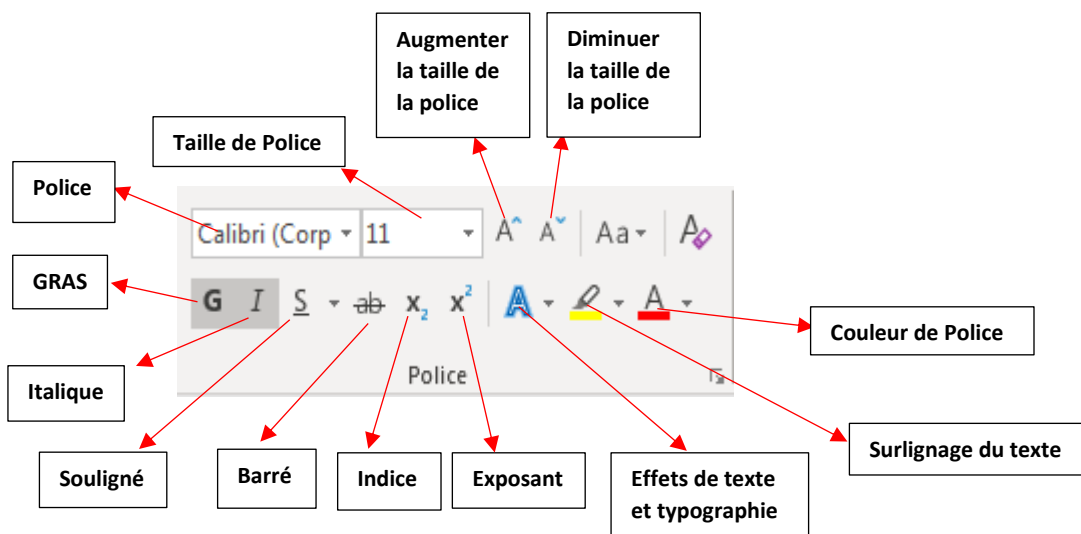 Augmenter
la taille de
la police
Diminuer
la taille de
la police
Taille de Police
Police
Calibri (Corp
11
A
A
Aa
A
GRAS
G I S ab x2 x2 A A
Couleur de Police
Police
Italique
Souligné
Barré
Indice
Exposant
Effets de texte
et typographie
Surlignage du texte